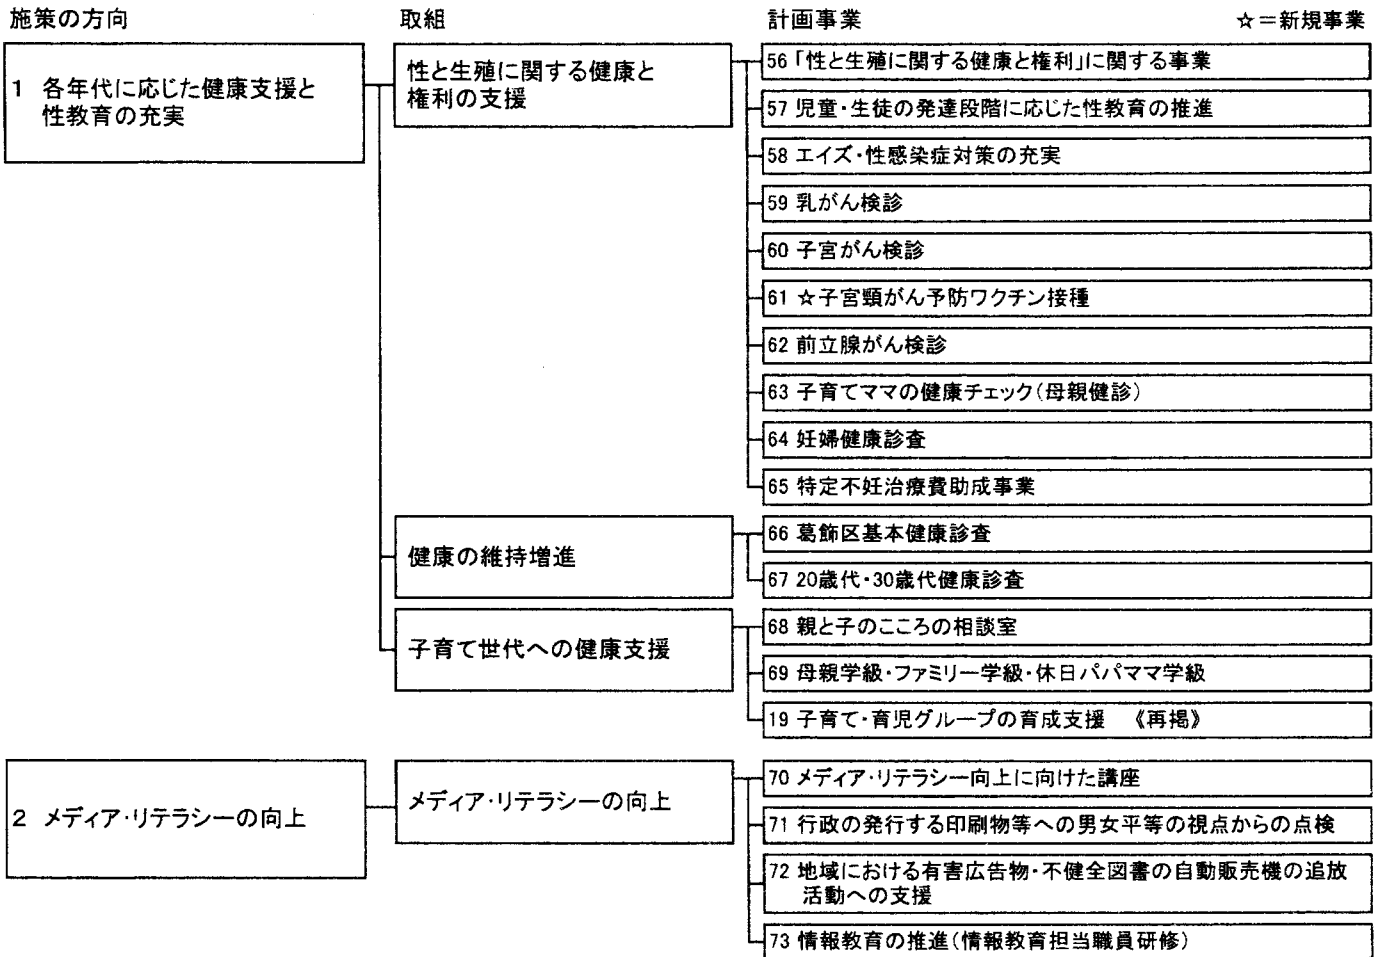 施策の方向
取組
計画事業
☆＝新規事業
1 各年代に応じた健康支援と
性教育の充実
性と生殖に関する健康と
権利の支援
56 「性と生殖に関する健康と権利」に関する事業
57 児童・生徒の発達段階に応じた性教育の推進
58 エイズ・性感染症対策の充実
59 乳がん検診
60 子宮がん検診
61 ☆子宮頸がん予防ワクチン接種
62 前立腺がん検診
63 子育てママの健康チェック（母親健診）
64 妊婦健康診査
65 特定不妊治療費助成事業
健康の維持増進
66 葛飾区基本健康診査
67 20歳代・30歳代健康診査
子育て世代への健康支援
68 親と子のこころの相談室
69 母親学級・ファミリー学級・休日パパママ学級
19 子育て・育児グループの育成支援 《再掲》
2 メディア・リテラシーの向上
メディア・リテラシーの向上
70 メディア・リテラシー向上に向けた講座
71 行政の発行する印刷物等への男女平等の視点からの点検
72 地域における有害広告物・不健全図書の自動販売機の追放
活動への支援
73 情報教育の推進（情報教育担当職員研修）